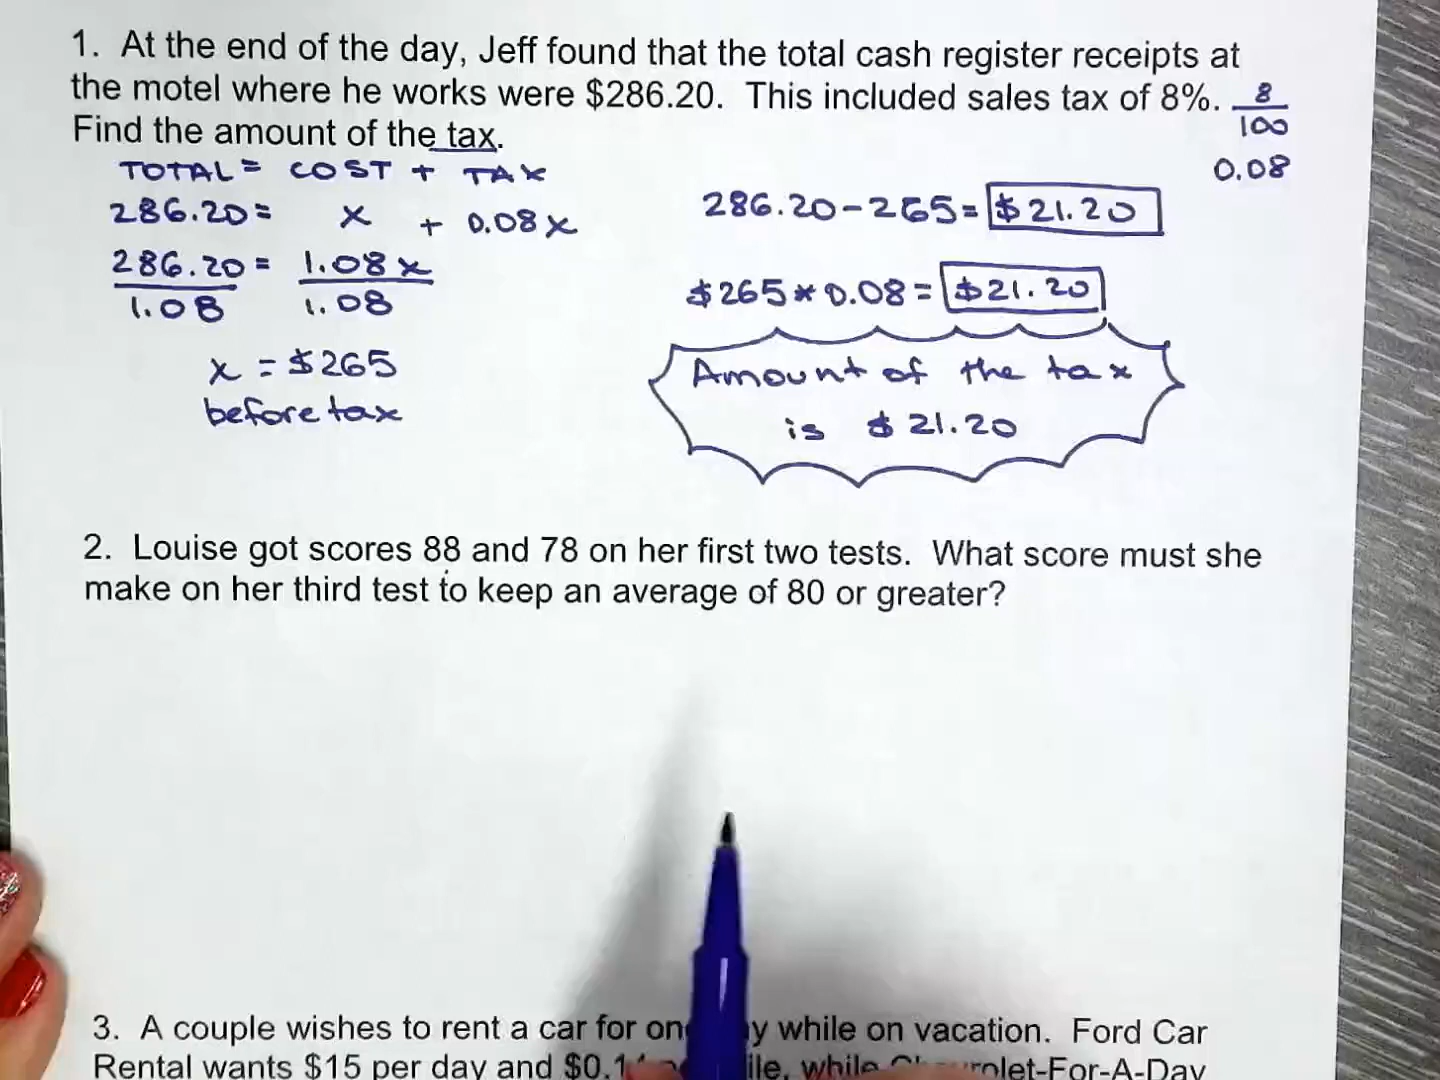 1. At the end of the day, Jeff found that the total cash register receipts at
the motel where he works were $286.20. This included sales tax of 8%. 8/100
Find the amount of the tax.
0.08
TOTAL = COST + TAX
286.20 = x + 0.08x
286.20 = 1.08x
1.08 1.08
x = $265
before tax
286.20-265= $21.20
$265*0.08= $21.20
Amount of the tax
is $21.20
2. Louise got scores 88 and 78 on her first two tests. What score must she
make on her third test to keep an average of 80 or greater?
3. A couple wishes to rent a car for while on vacation. Ford Car
Rental wants $15 per day and while